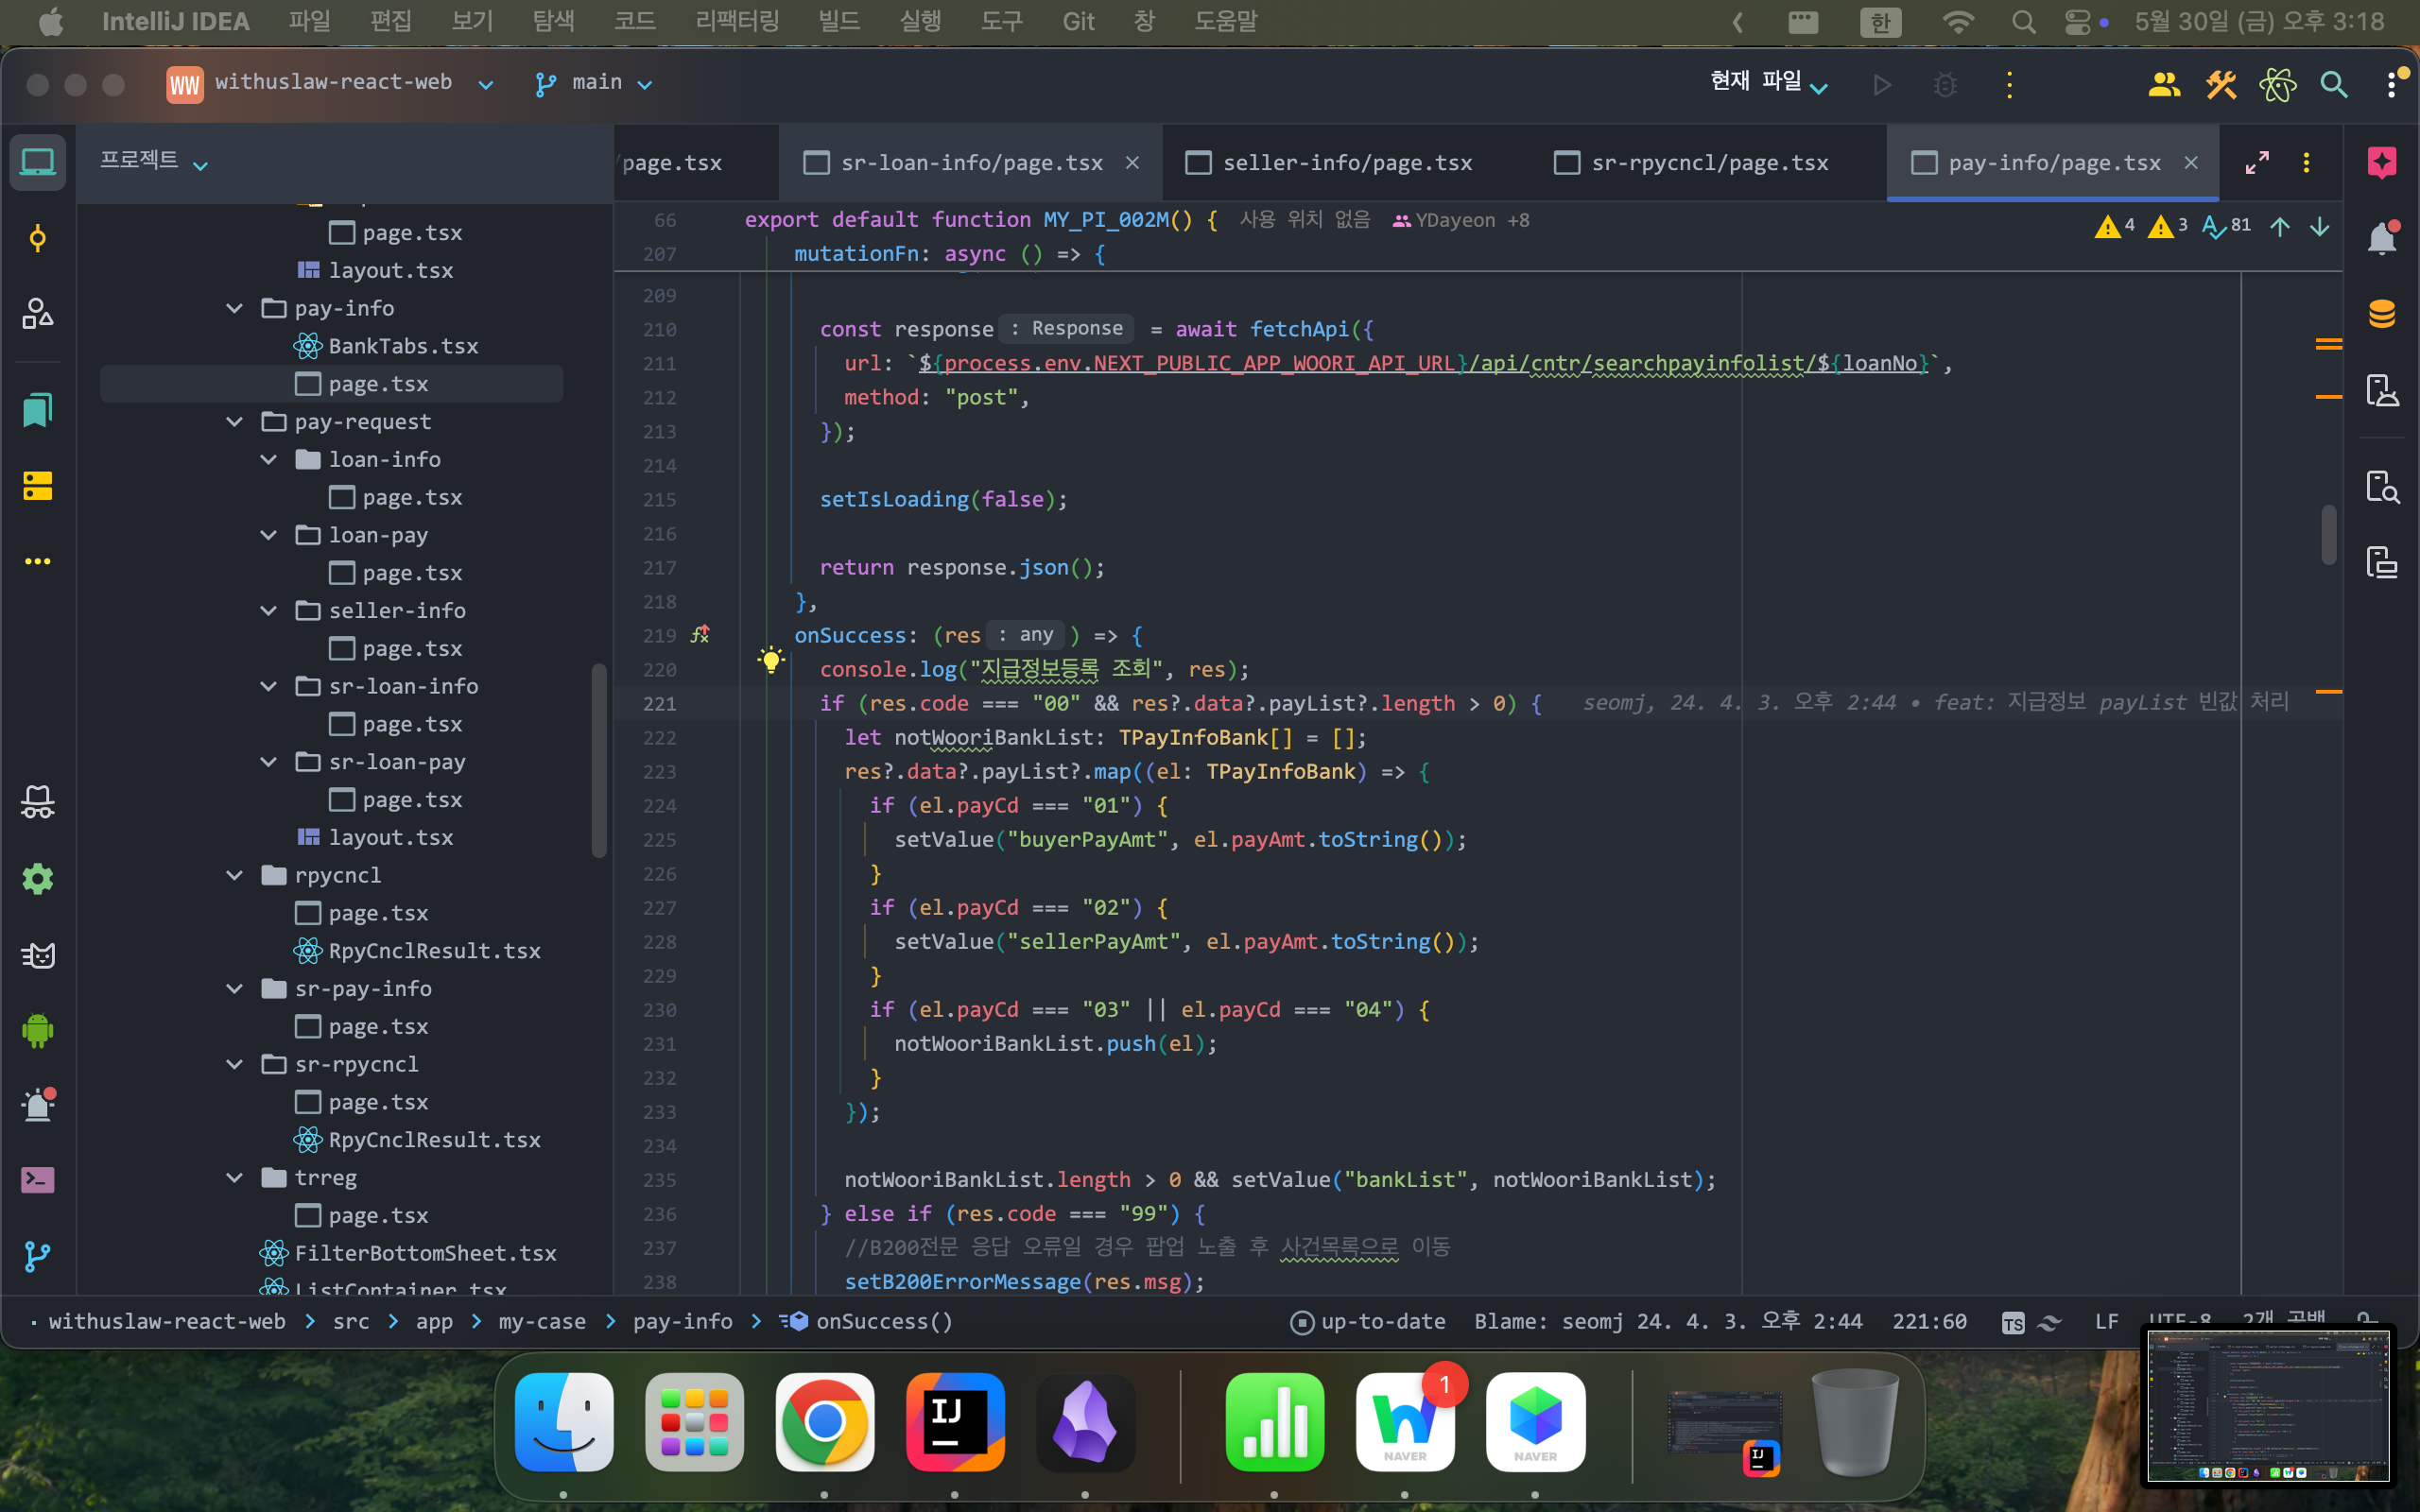 IntelliJ IDEA 파일 편집 보기 탐색 코드 리팩터링 빌드 실행 도구 Git 창 도움말 한 5월 30일 (금) 오후 3:18
WW withuslaw-react-web main 현재 파일
프로젝트
/page.tsx sr-loan-info/page.tsx seller-info/page.tsx sr-rpycncl/page.tsx pay-info/page.tsx
page.tsx
layout.tsx
pay-info
BankTabs.tsx
page.tsx
pay-request
loan-info
page.tsx
loan-pay
page.tsx
seller-info
page.tsx
sr-loan-info
page.tsx
sr-loan-pay
page.tsx
layout.tsx
rpycncl
page.tsx
RpyCnclResult.tsx
sr-pay-info
page.tsx
sr-rpycncl
page.tsx
RpyCnclResult.tsx
trreg
page.tsx
FilterBottomSheet.tsx
ListContainer.tsx
66 export default function MY_PI_002M() { 사용 위치 없음 YDayeon +8
4 3 81
207 mutationFn: async () => {
209
210 const response : Response = await fetchApi({
211 url: `${process.env.NEXT_PUBLIC_APP_WOORI_API_URL}/api/cntr/searchpayinfolist/${loanNo}`,
212 method: "post",
213 });
214
215 setIsLoading(false);
216
217 return response.json();
218 },
219 onSuccess: (res : any ) => {
220 console.log("지급정보등록 조회", res);
221 if (res.code === "00" && res?.data?.payList?.length > 0) { seomj, 24. 4. 3. 오후 2:44 • feat: 지급정보 payList 빈값 처리
222 let notWooriBankList: TPayInfoBank[] = [];
223 res?.data?.payList?.map((el: TPayInfoBank) => {
224 if (el.payCd === "01") {
225 setValue("buyerPayAmt", el.payAmt.toString());
226 }
227 if (el.payCd === "02") {
228 setValue("sellerPayAmt", el.payAmt.toString());
229 }
230 if (el.payCd === "03" || el.payCd === "04") {
231 notWooriBankList.push(el);
232 }
233 });
234
235 notWooriBankList.length > 0 && setValue("bankList", notWooriBankList);
236 } else if (res.code === "99") {
237 //B200전문 응답 오류일 경우 팝업 노출 후 사건목록으로 이동
238 setB200ErrorMessage(res.msg);
withuslaw-react-web > src > app > my-case > pay-info > onSuccess() up-to-date Blame: seomj 24. 4. 3. 오후 2:44 221:60 TS LF UTF-8 2개 공백
IJ
1
NAVER
NAVER
IJ